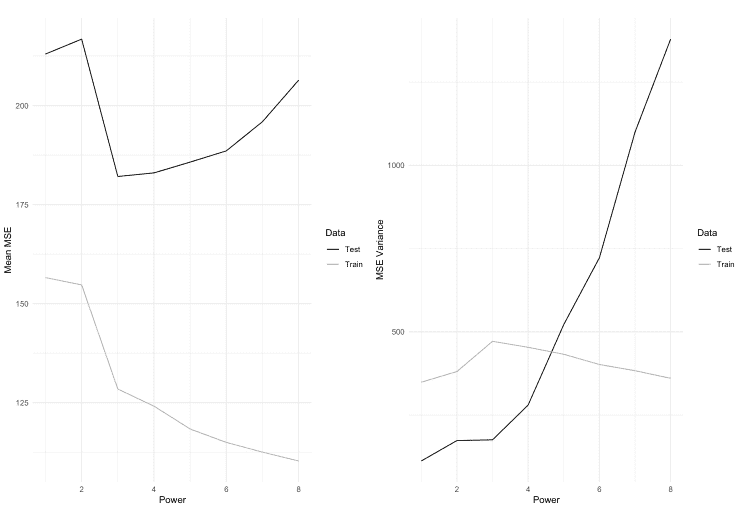 Mean MSE
200
175
150
125
2
4
6
8
Power
Data
Test
Train
MSE Variance
1000
500
2
4
6
8
Power
Data
Test
Train